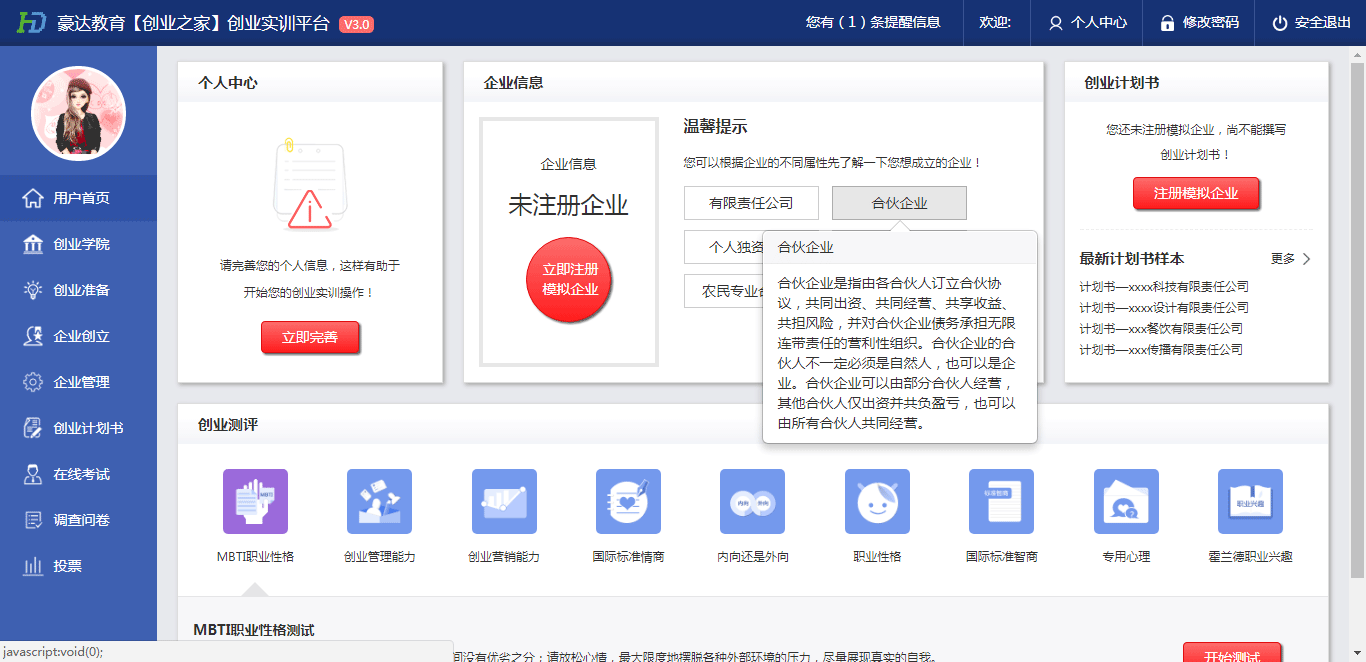 豪达教育【创业之家】创业实训平台 V3.0
您有 ( 1 ) 条提醒信息
欢迎:
个人中心
修改密码
安全退出
用户首页
创业学院
创业准备
企业创立
企业管理
创业计划书
在线考试
调查问卷
投票
个人中心
请完善您的个人信息，这样有助于
开始您的创业实训操作！
立即完善
企业信息
企业信息
未注册企业
立即注册
模拟企业
温馨提示
您可以根据企业的不同属性先了解一下您想成立的企业！
有限责任公司
合伙企业
个人独资
农民专业合
合伙企业
合伙企业是指由各合伙人订立合伙协
议，共同出资、共同经营、共享收益、
共担风险，并对合伙企业债务承担无限
连带责任的营利性组织。合伙企业的合
伙人不一定必须是自然人，也可以是企
业。合伙企业可以由部分合伙人经营，
其他合伙人仅出资并共负盈亏，也可以
由所有合伙人共同经营。
创业计划书
您还未注册模拟企业，尚不能撰写
创业计划书！
注册模拟企业
最新计划书样本
更多
计划书—xxxx科技有限责任公司
计划书—xxxx设计有限责任公司
计划书—xxx餐饮有限责任公司
计划书—xxx传播有限责任公司
创业测评
MBTI
内向
外向
标准智商
职业兴趣
MBTI职业性格
创业管理能力
创业营销能力
国际标准情商
内向还是外向
职业性格
国际标准智商
专用心理
霍兰德职业兴趣
MBTI职业性格测试
间没有优劣之分；请放松心情，最大限度地摆脱各种外部环境的压力，尽量展现真实的自我。
开始测试
javascript:void(0);